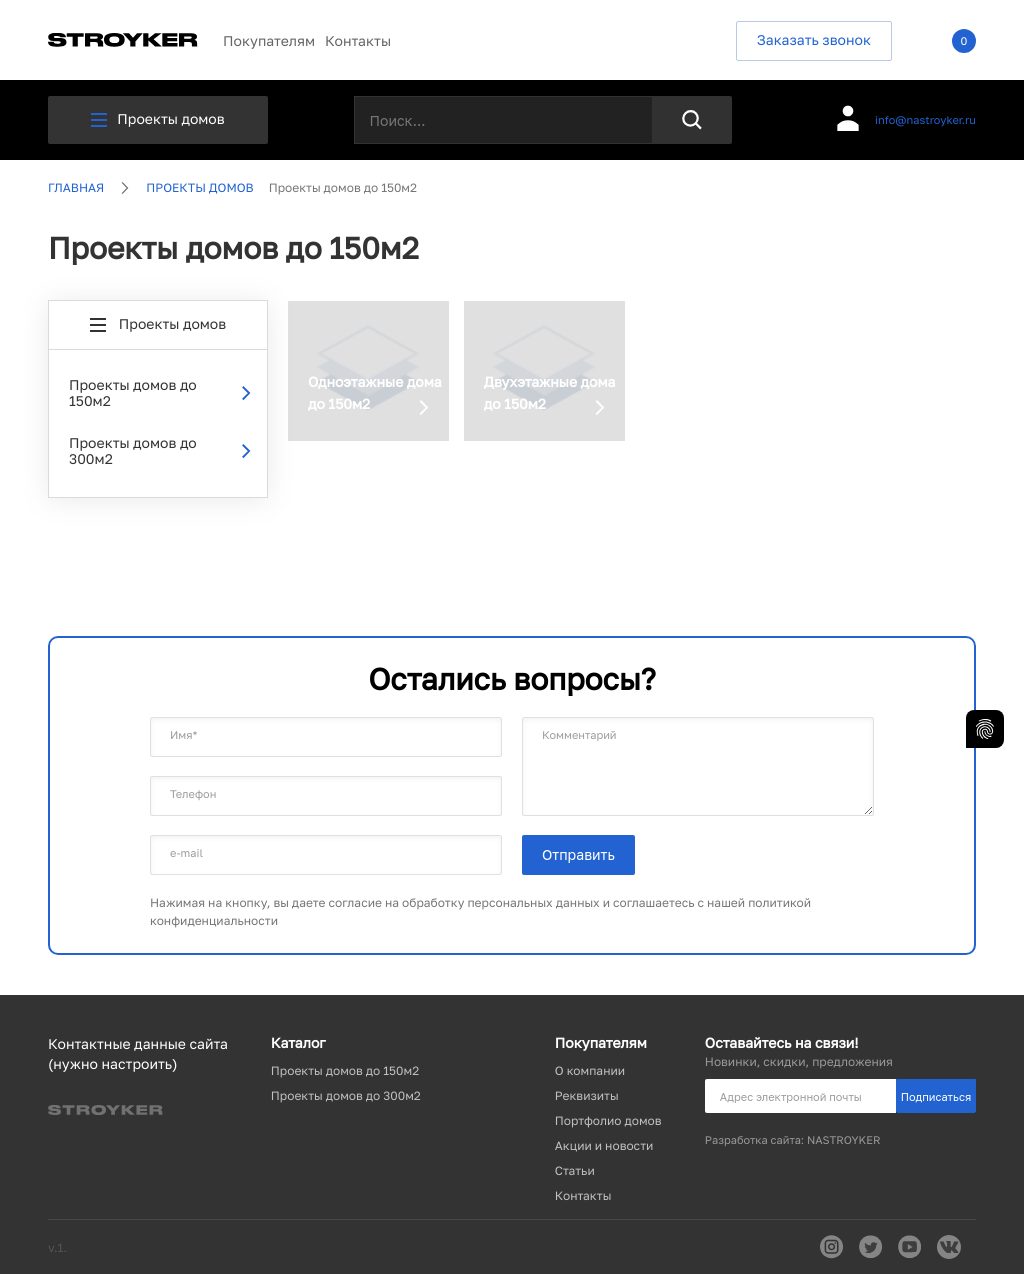 STROYKER
Покупателям Контакты
Заказать звонок
0
Проекты домов
Поиск...
info@nastroyker.ru
ГЛАВНАЯ ПРОЕКТЫ ДОМОВ Проекты домов до 150м2
Проекты домов до 150м2
Проекты домов
Проекты домов до
150м2
Проекты домов до
300м2
Одноэтажные дома
до 150м2
Двухэтажные дома
до 150м2
Остались вопросы?
Имя*
Телефон
e-mail
Комментарий
Отправить
Нажимая на кнопку, вы даете согласие на обработку персональных данных и соглашаетесь с нашей политикой
конфиденциальности
Контактные данные сайта
(нужно настроить)
STROYKER
Каталог
Проекты домов до 150м2
Проекты домов до 300м2
Покупателям
О компании
Реквизиты
Портфолио домов
Акции и новости
Статьи
Контакты
Оставайтесь на связи!
Новинки, скидки, предложения
Адрес электронной почты
Подписаться
Разработка сайта: NASTROYKER
v.1.